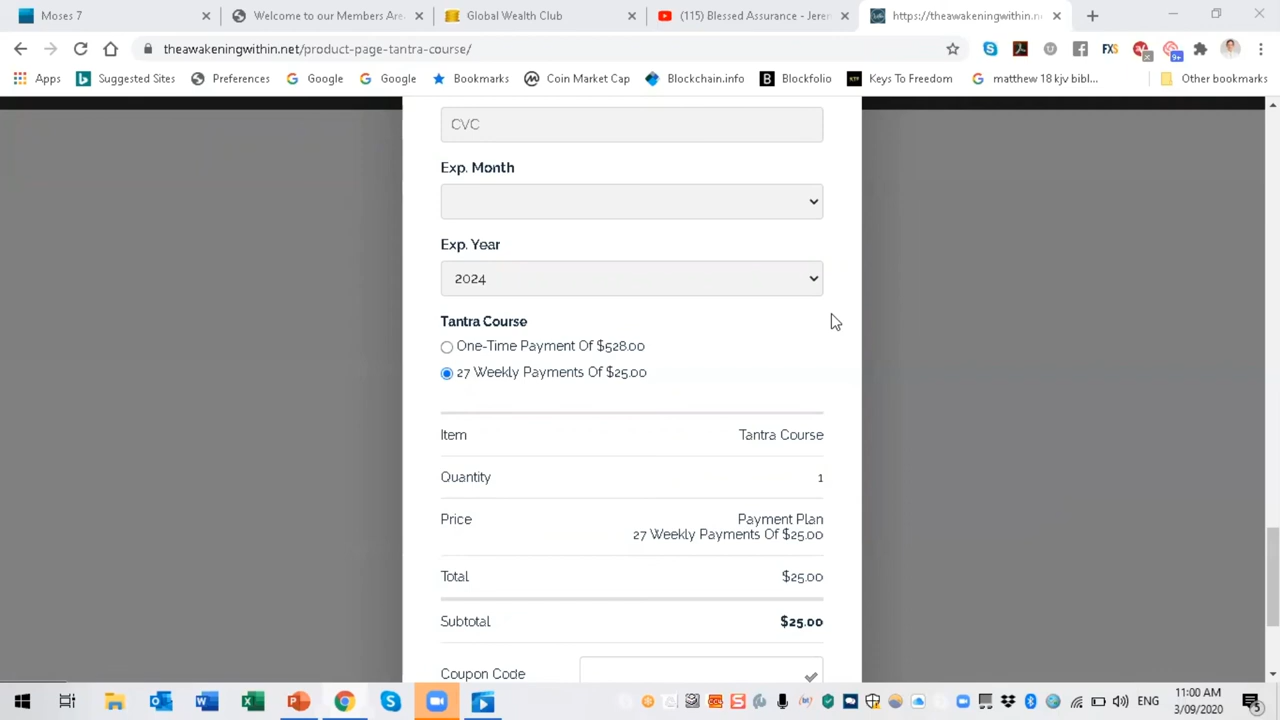 Moses 7
Welcome to our Members Are
Global Wealth Club
(115) Blessed Assurance - Jerem
https://theawakeningwithin.n
theawakeningwithin.net/product-page-tantra-course/
Apps
Suggested Sites
Preferences
Google
Google
Bookmarks
Coin Market Cap
Blockchain.info
Blockfolio
Keys To Freedom
matthew 18 kjv bibl...
Other bookmarks
CVC
Exp. Month
Exp. Year
2024
Tantra Course
One-Time Payment Of $528.00
27 Weekly Payments Of $25.00
Item Tantra Course
Quantity 1
Price Payment Plan
27 Weekly Payments Of $25.00
Total $25.00
Subtotal $25.00
Coupon Code
ENG
11:00 AM
3/09/2020